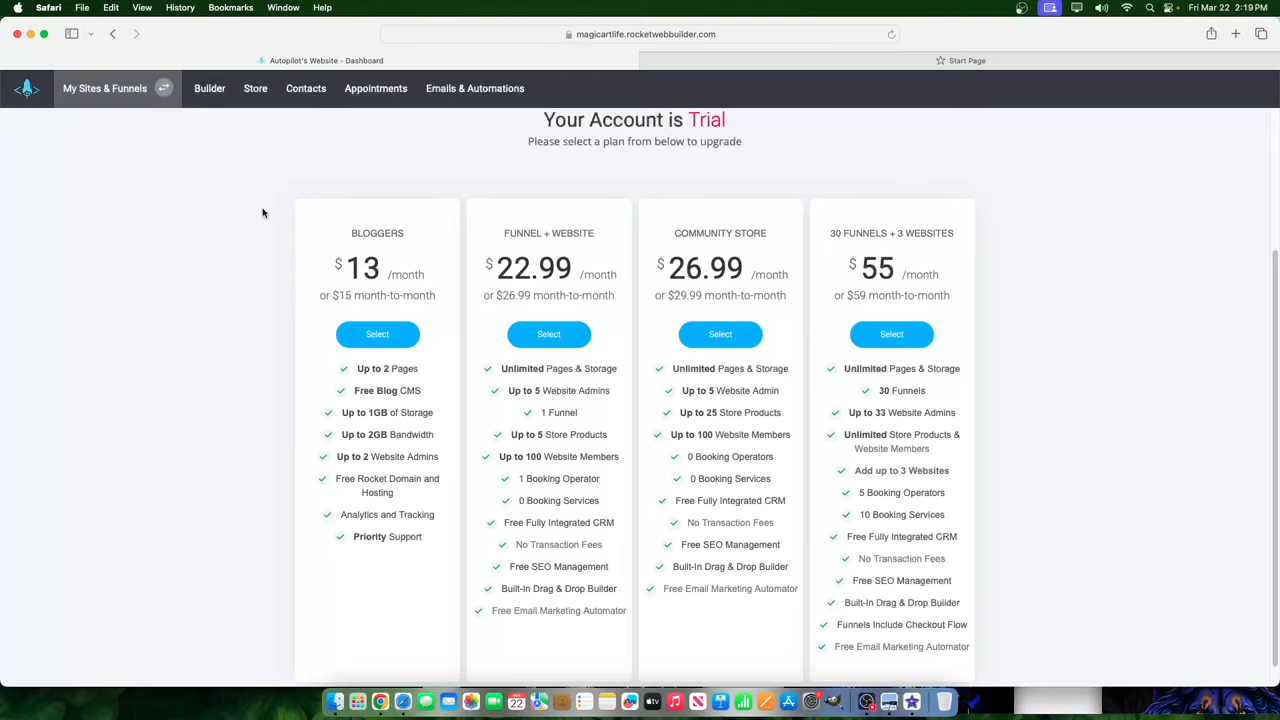 Safari File Edit View History Bookmarks Window Help
Fri Mar 22 2:19 PM
magicartlife.rocketwebbuilder.com
Autopilot's Website - Dashboard
Start Page
My Sites & Funnels Builder Store Contacts Appointments Emails & Automations
Your Account is Trial
Please select a plan from below to upgrade
BLOGGERS
$ 13 /month
or $15 month-to-month
Select
Up to 2 Pages
Free Blog CMS
Up to 1GB of Storage
Up to 2GB Bandwidth
Up to 2 Website Admins
Free Rocket Domain and
Hosting
Analytics and Tracking
Priority Support
FUNNEL + WEBSITE
$ 22.99 /month
or $26.99 month-to-month
Select
Unlimited Pages & Storage
Up to 5 Website Admins
1 Funnel
Up to 5 Store Products
Up to 100 Website Members
1 Booking Operator
0 Booking Services
Free Fully Integrated CRM
No Transaction Fees
Free SEO Management
Built-In Drag & Drop Builder
Free Email Marketing Automator
COMMUNITY STORE
$ 26.99 /month
or $29.99 month-to-month
Select
Unlimited Pages & Storage
Up to 5 Website Admin
Up to 25 Store Products
Up to 100 Website Members
0 Booking Operators
0 Booking Services
Free Fully Integrated CRM
No Transaction Fees
Free SEO Management
Built-In Drag & Drop Builder
Free Email Marketing Automator
30 FUNNELS + 3 WEBSITES
$ 55 /month
or $59 month-to-month
Select
Unlimited Pages & Storage
30 Funnels
Up to 33 Website Admins
Unlimited Store Products &
Website Members
Add up to 3 Websites
5 Booking Operators
10 Booking Services
Free Fully Integrated CRM
No Transaction Fees
Free SEO Management
Built-In Drag & Drop Builder
Funnels Include Checkout Flow
Free Email Marketing Automator
22
tv